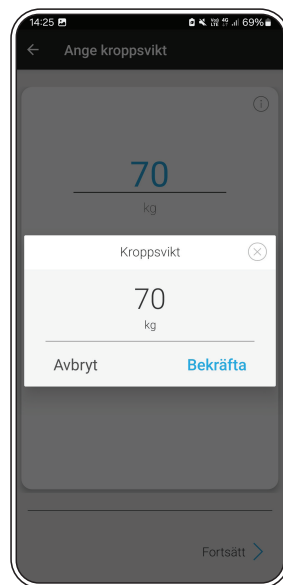 14:25 69%
Ange kroppsvikt
70
kg
Kroppsvikt
70
kg
Avbryt Bekräfta
Fortsätt